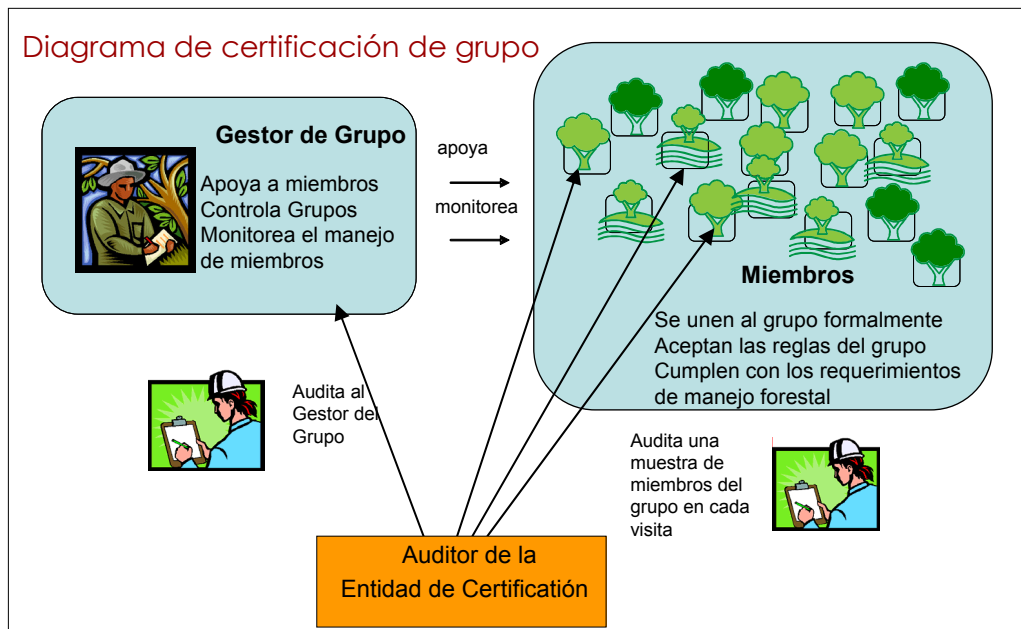 Diagrama de certificación de grupo
Gestor de Grupo
Apoya a miembros
Controla Grupos
Monitorea el manejo
de miembros
apoya
monitorea
Miembros
Se unen al grupo formalmente
Aceptan las reglas del grupo
Cumplen con los requerimientos
de manejo forestal
Audita al
Gestor del
Grupo
Audita una
muestra de
miembros del
grupo en cada
visita
Auditor de la
Entidad de Certificatión